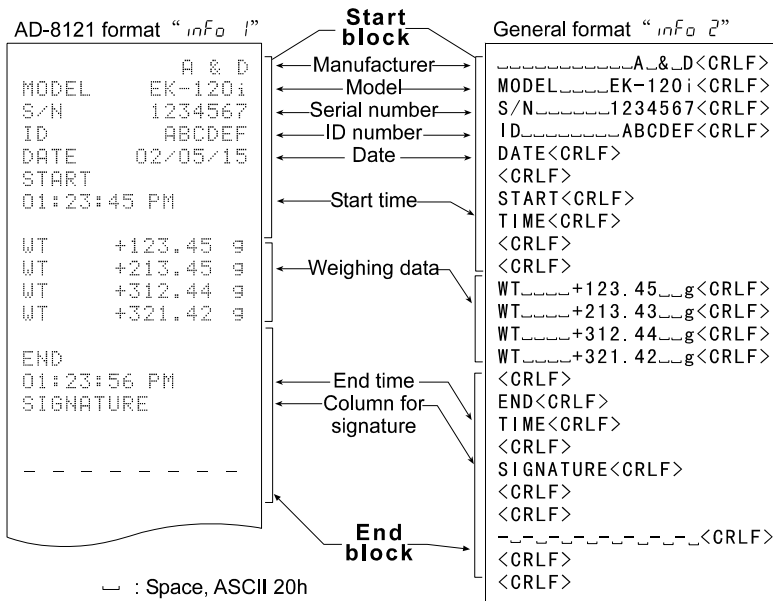 AD-8121 format “ info 1”
A & D
MODEL EK-120i
S/N 1234567
ID ABCDEF
DATE 02/05/15
START
01:23:45 PM
WT +123.45 g
WT +213.45 g
WT +312.44 g
WT +321.42 g
END
01:23:56 PM
SIGNATURE
_ _ _ _ _ _ _ _
␣ : Space, ASCII 20h
Start
block
Manufacturer
Model
Serial number
ID number
Date
Start time
Weighing data
End time
Column for
signature
End
block
General format “ info 2”
␣␣␣␣␣␣␣␣␣␣␣A␣&␣D<CRLF>
MODEL␣␣␣␣EK-120i<CRLF>
S/N␣␣␣␣␣1234567<CRLF>
ID␣␣␣␣␣␣␣ABCDEF<CRLF>
DATE<CRLF>
<CRLF>
START<CRLF>
TIME<CRLF>
<CRLF>
<CRLF>
WT␣␣␣␣+123.45␣␣g<CRLF>
WT␣␣␣␣+213.43␣␣g<CRLF>
WT␣␣␣␣+312.44␣␣g<CRLF>
WT␣␣␣␣+321.42␣␣g<CRLF>
<CRLF>
END<CRLF>
TIME<CRLF>
<CRLF>
SIGNATURE<CRLF>
<CRLF>
<CRLF>
-␣-␣-␣-␣-␣-␣-␣-␣<CRLF>
<CRLF>
<CRLF>